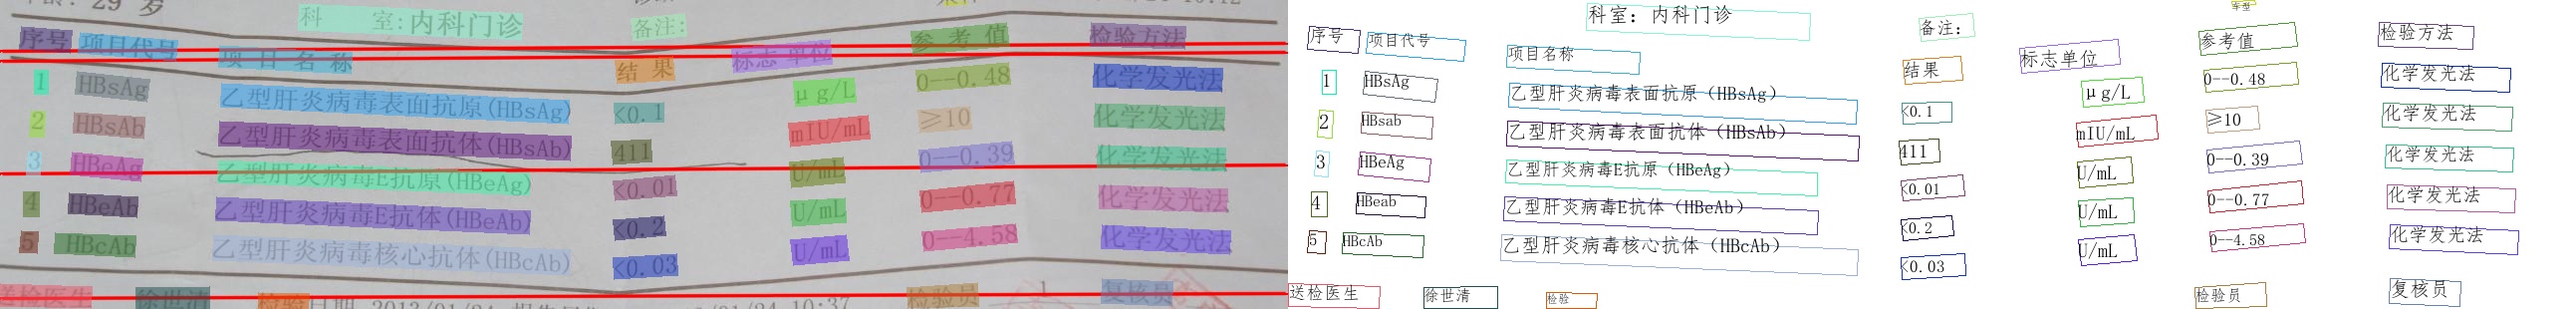 29 岁
科 室:内科门诊 备注:
序号 项目代号 项 目 名 称 结 果 标志 单位 参 考 值 检验方法
1 HBsAg 乙型肝炎病毒表面抗原(HBsAg) <0.1 μg/L 0--0.48 化学发光法
2 HBsAb 乙型肝炎病毒表面抗体(HBsAb) 411 mIU/mL ≥10 化学发光法
3 HBeAg 乙型肝炎病毒E抗原(HBeAg) <0.01 U/mL 0--0.39 化学发光法
4 HBeAb 乙型肝炎病毒E抗体(HBeAb) <0.2 U/mL 0--0.77 化学发光法
5 HBcAb 乙型肝炎病毒核心抗体(HBcAb) <0.03 U/mL 0--4.58 化学发光法
送检医生 徐世清 检验日期 2013/01/24 /01/24 10:37 检验员 复核员
科室: 内科门诊 备注:
序号 项目代号 项目名称 结果 标志单位 参考值 检验方法
1 HBsAg 乙型肝炎病毒表面抗原（HBsAg） <0.1 μg/L 0--0.48 化学发光法
2 HBsab 乙型肝炎病毒表面抗体（HBsAb） 411 mIU/mL ≥10 化学发光法
3 HBeAg 乙型肝炎病毒E抗原（HBeAg） <0.01 U/mL 0--0.39 化学发光法
4 HBeab 乙型肝炎病毒E抗体（HBeAb） <0.2 U/mL 0--0.77 化学发光法
5 HBcAb 乙型肝炎病毒核心抗体（HBcAb） <0.03 U/mL 0--4.58 化学发光法
送检医生 徐世清 检验 检验员 复核员